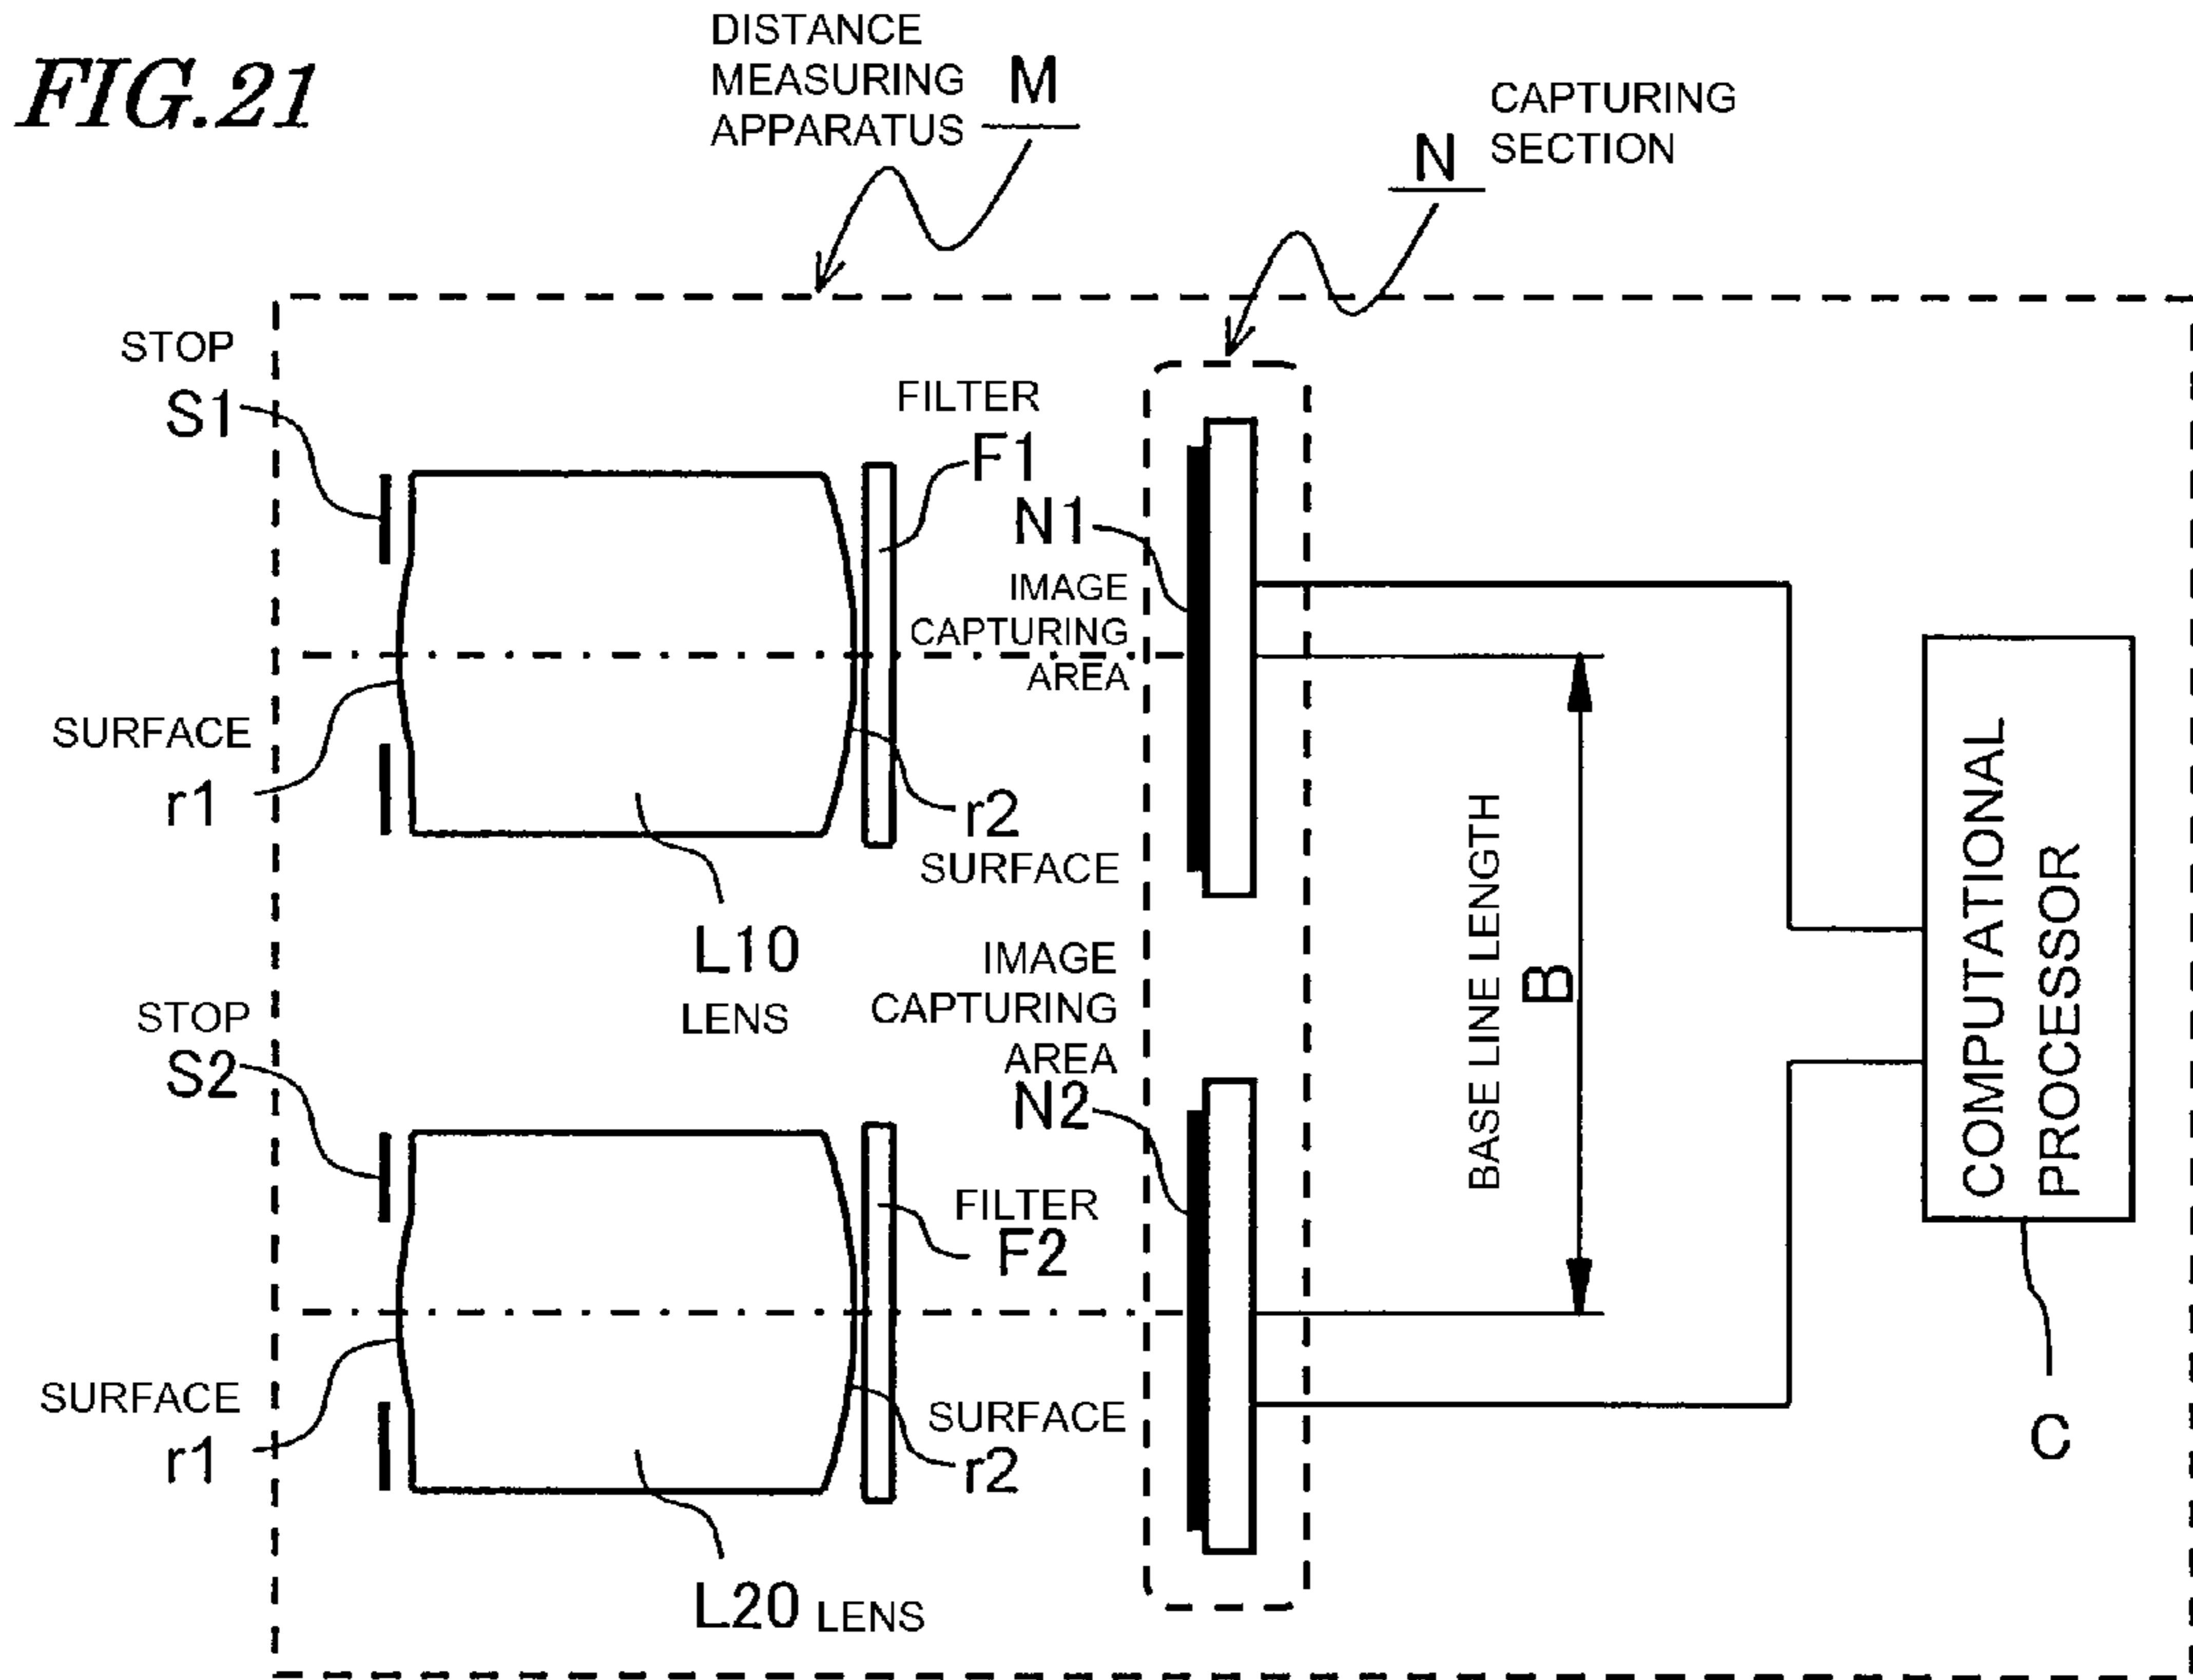 FIG.21
DISTANCE
MEASURING
APPARATUS M
CAPTURING
SECTION
N
STOP
S1
FILTER
F1
N1
IMAGE
CAPTURING
AREA
SURFACE
r1
r2
SURFACE
L10
LENS
IMAGE
CAPTURING
AREA
N2
STOP
S2
FILTER
F2
SURFACE
r1
SURFACE
r2
L20 LENS
BASE LINE LENGTH
B
COMPUTATIONAL
PROCESSOR
C